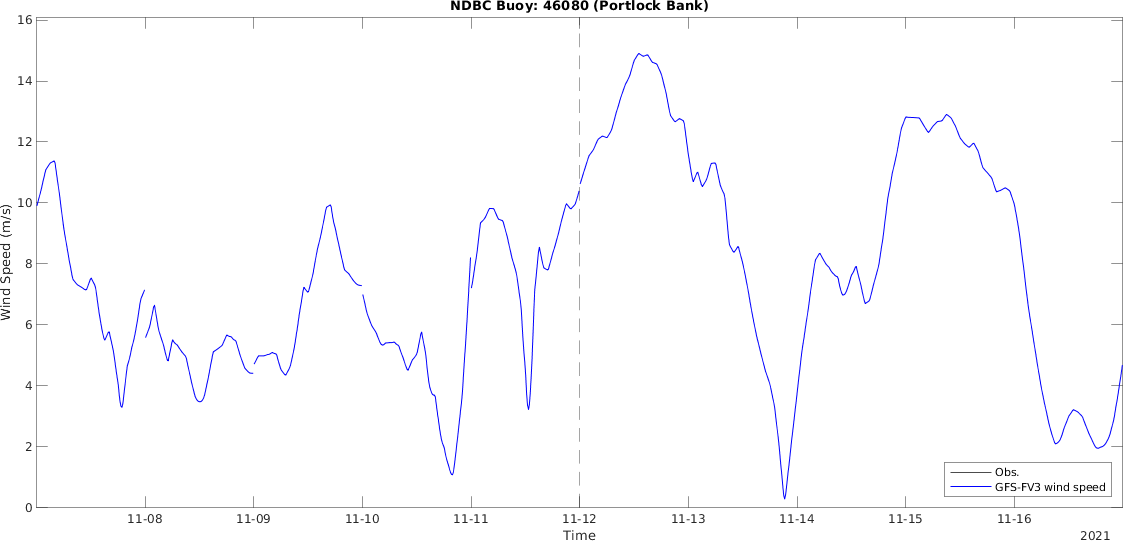 NDBC Buoy: 46080 (Portlock Bank)
16
14
12
10
8
6
4
2
0
Wind Speed (m/s)
11-08 11-09 11-10 11-11 11-12 11-13 11-14 11-15 11-16
Time
2021
Obs.
GFS-FV3 wind speed